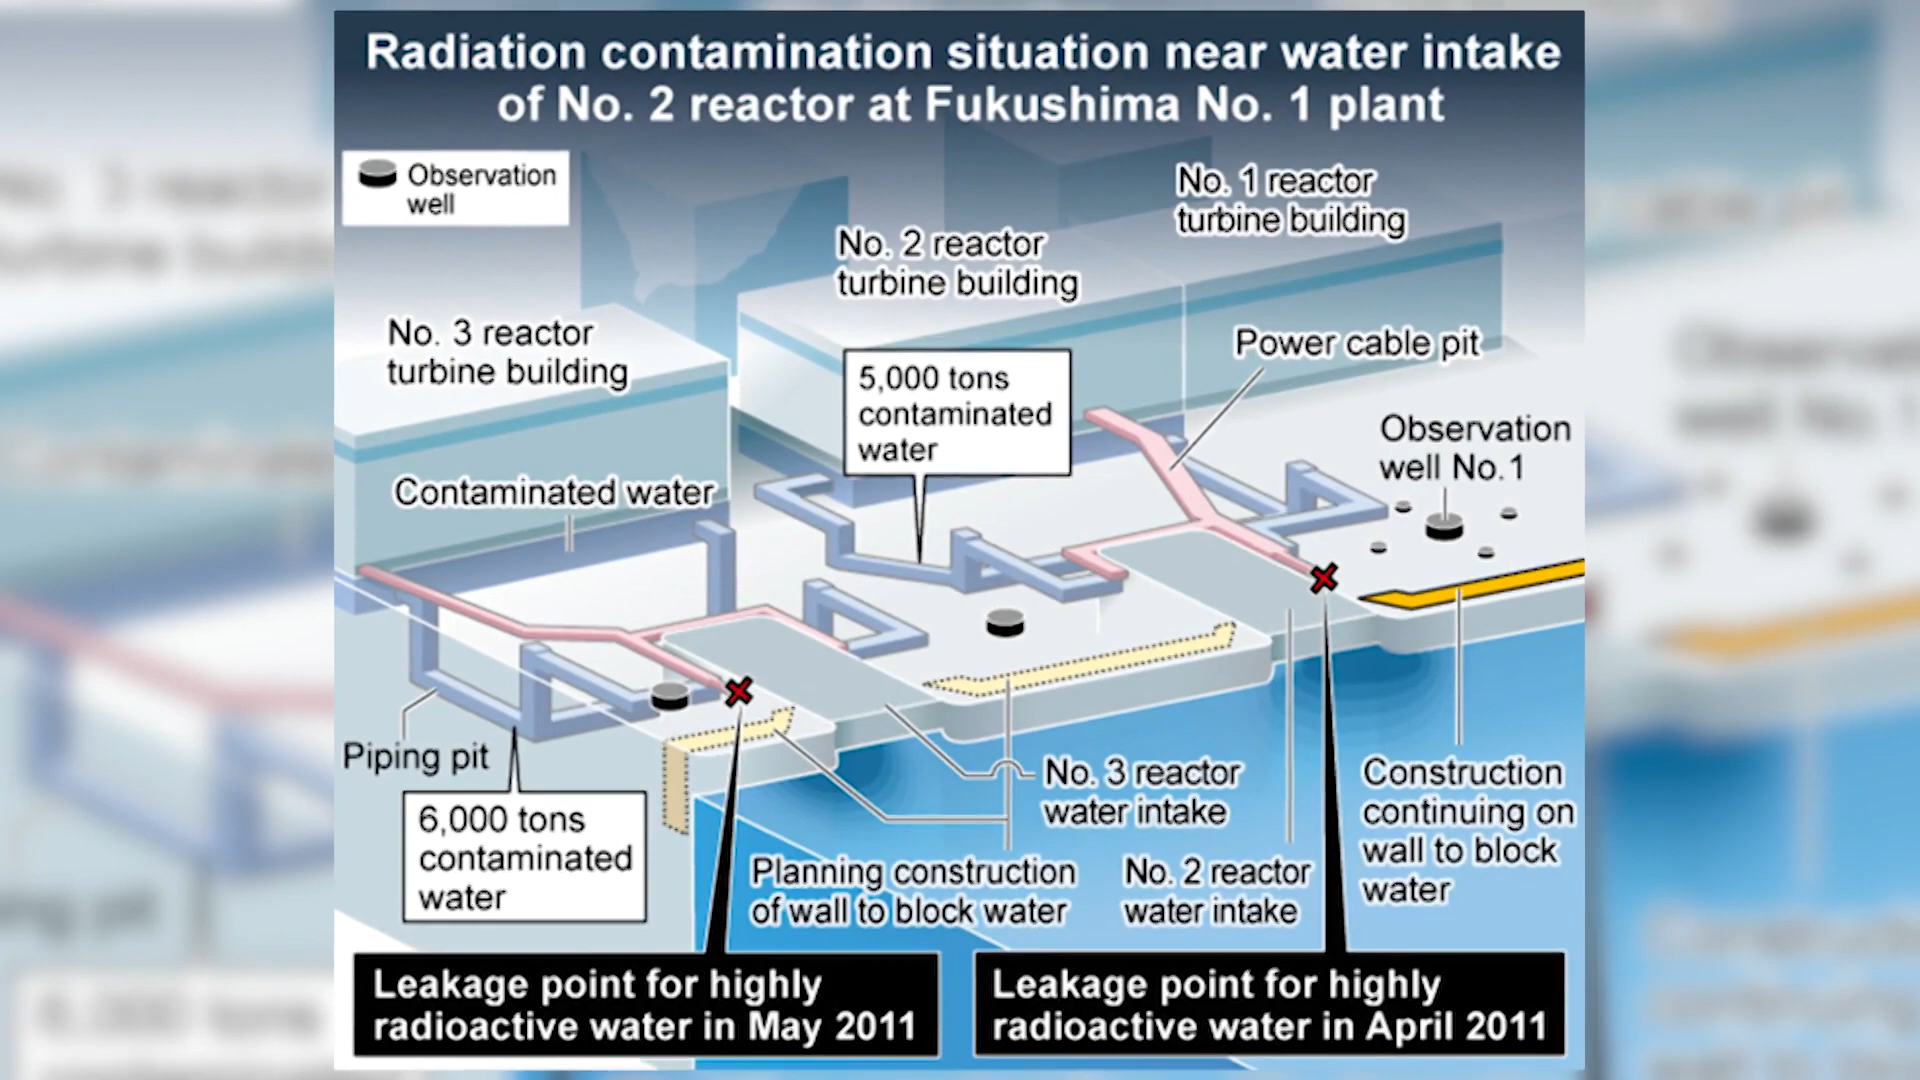 Radiation contamination situation near water intake
of No. 2 reactor at Fukushima No. 1 plant
Observation
well
No. 1 reactor
turbine building
No. 2 reactor
turbine building
No. 3 reactor
turbine building
Power cable pit
5,000 tons
contaminated
water
Observation
well No.1
Contaminated water
Piping pit
6,000 tons
contaminated
water
No. 3 reactor
water intake
Construction
continuing on
wall to block
water
Planning construction
of wall to block water
No. 2 reactor
water intake
Leakage point for highly
radioactive water in May 2011
Leakage point for highly
radioactive water in April 2011